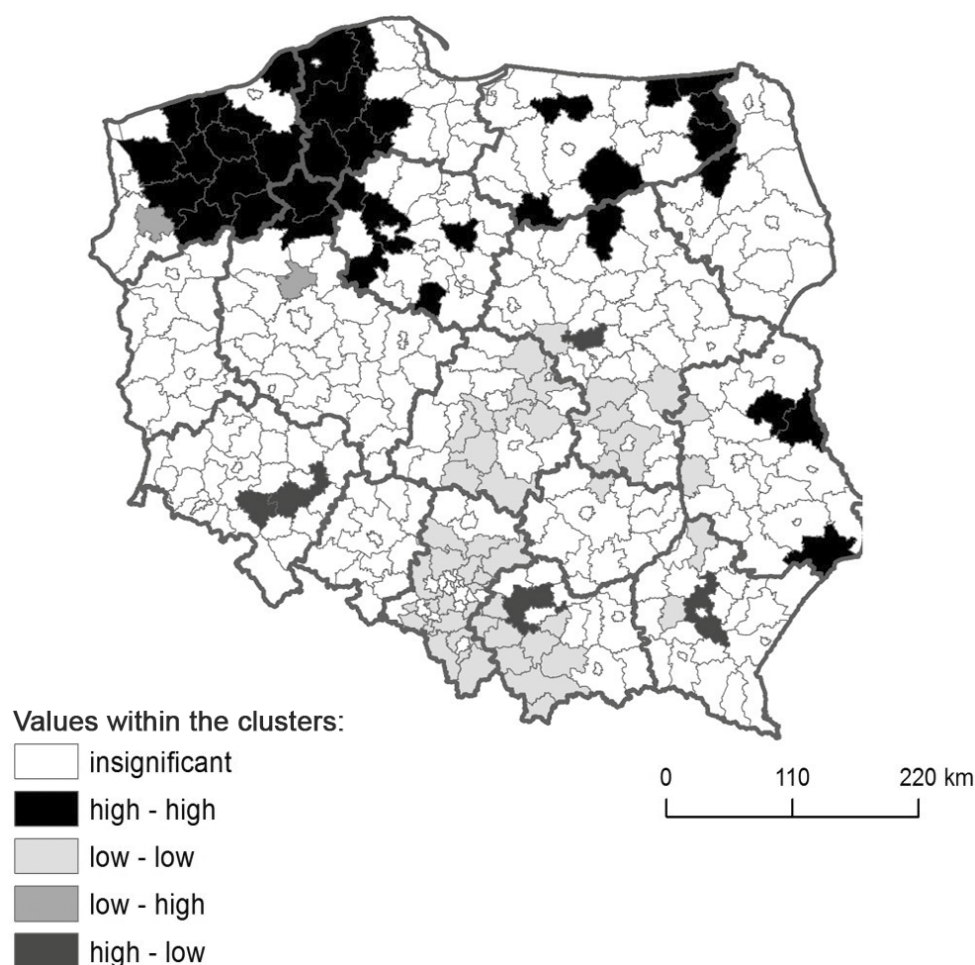 Values within the clusters:
insignificant
high - high
low - low
low - high
high - low
0 110 220 km